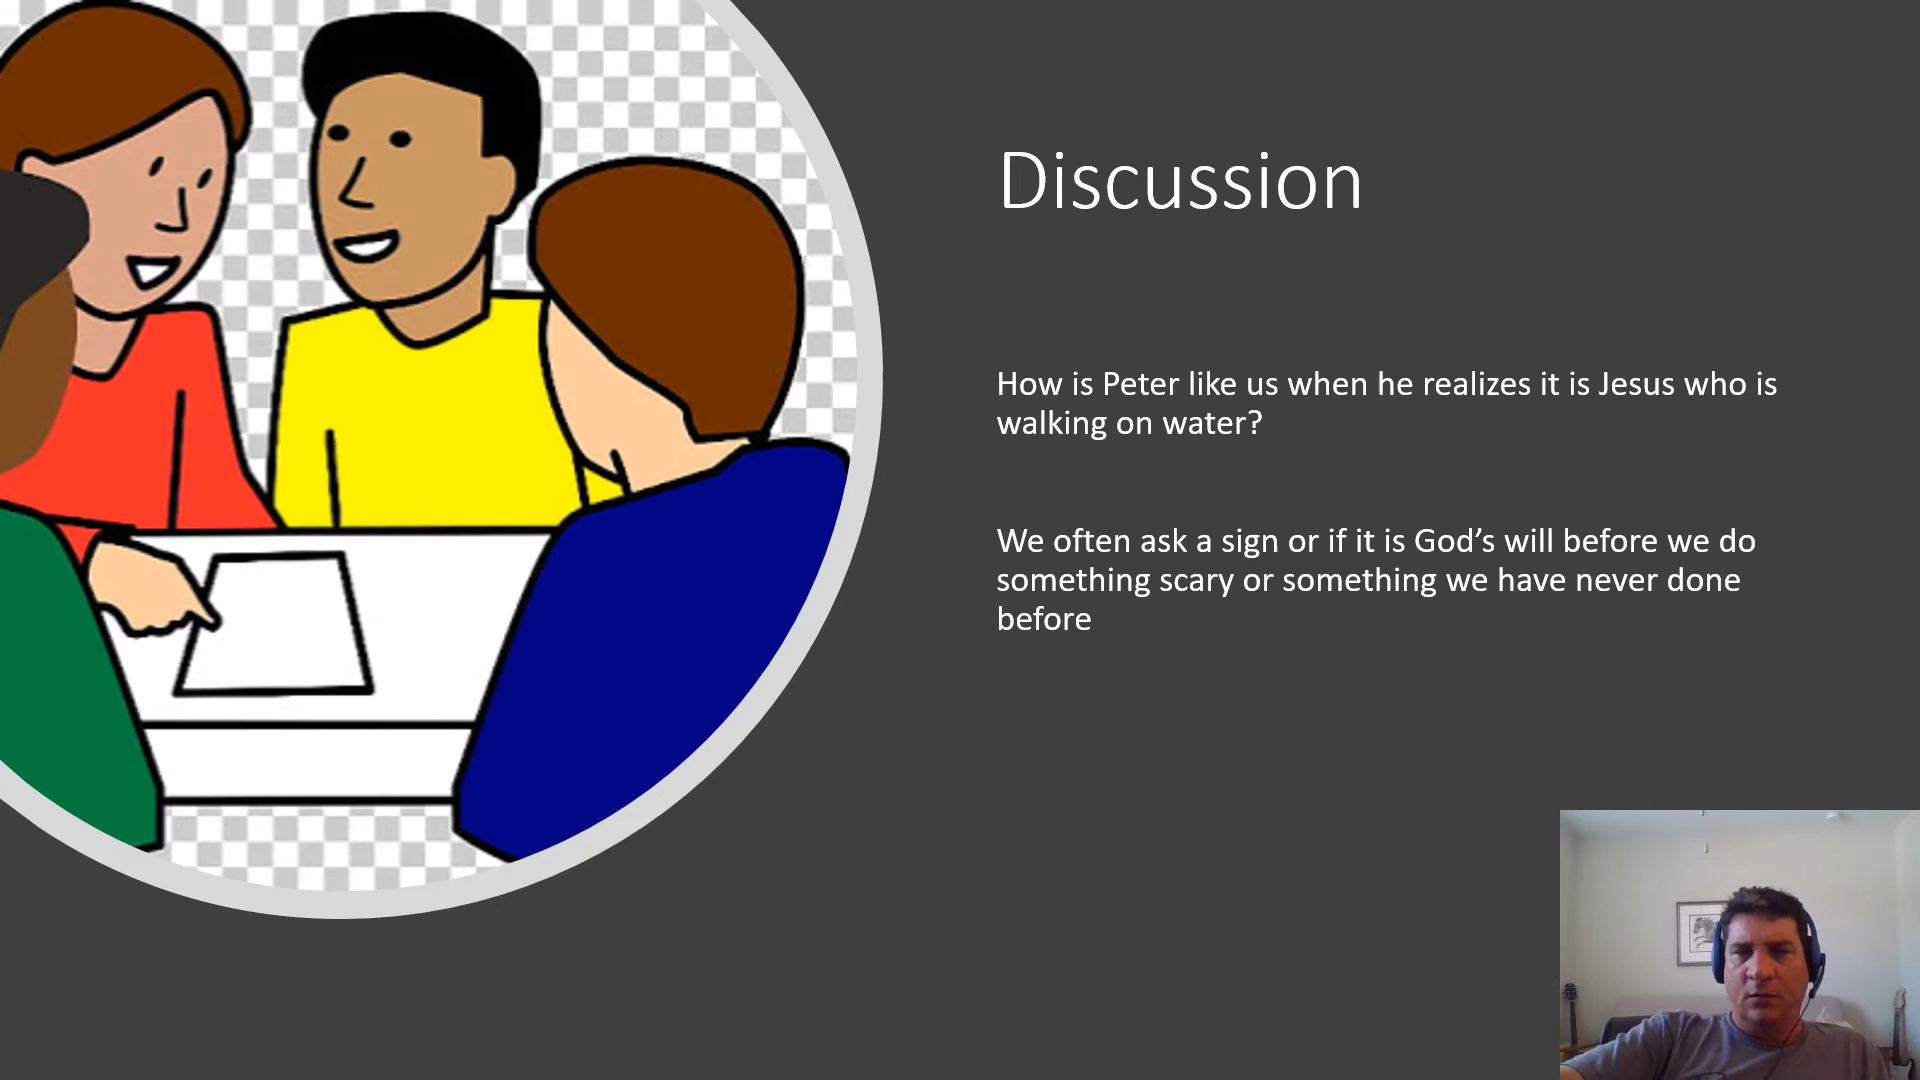 Discussion
How is Peter like us when he realizes it is Jesus who is
walking on water?
We often ask a sign or if it is God’s will before we do
something scary or something we have never done
before